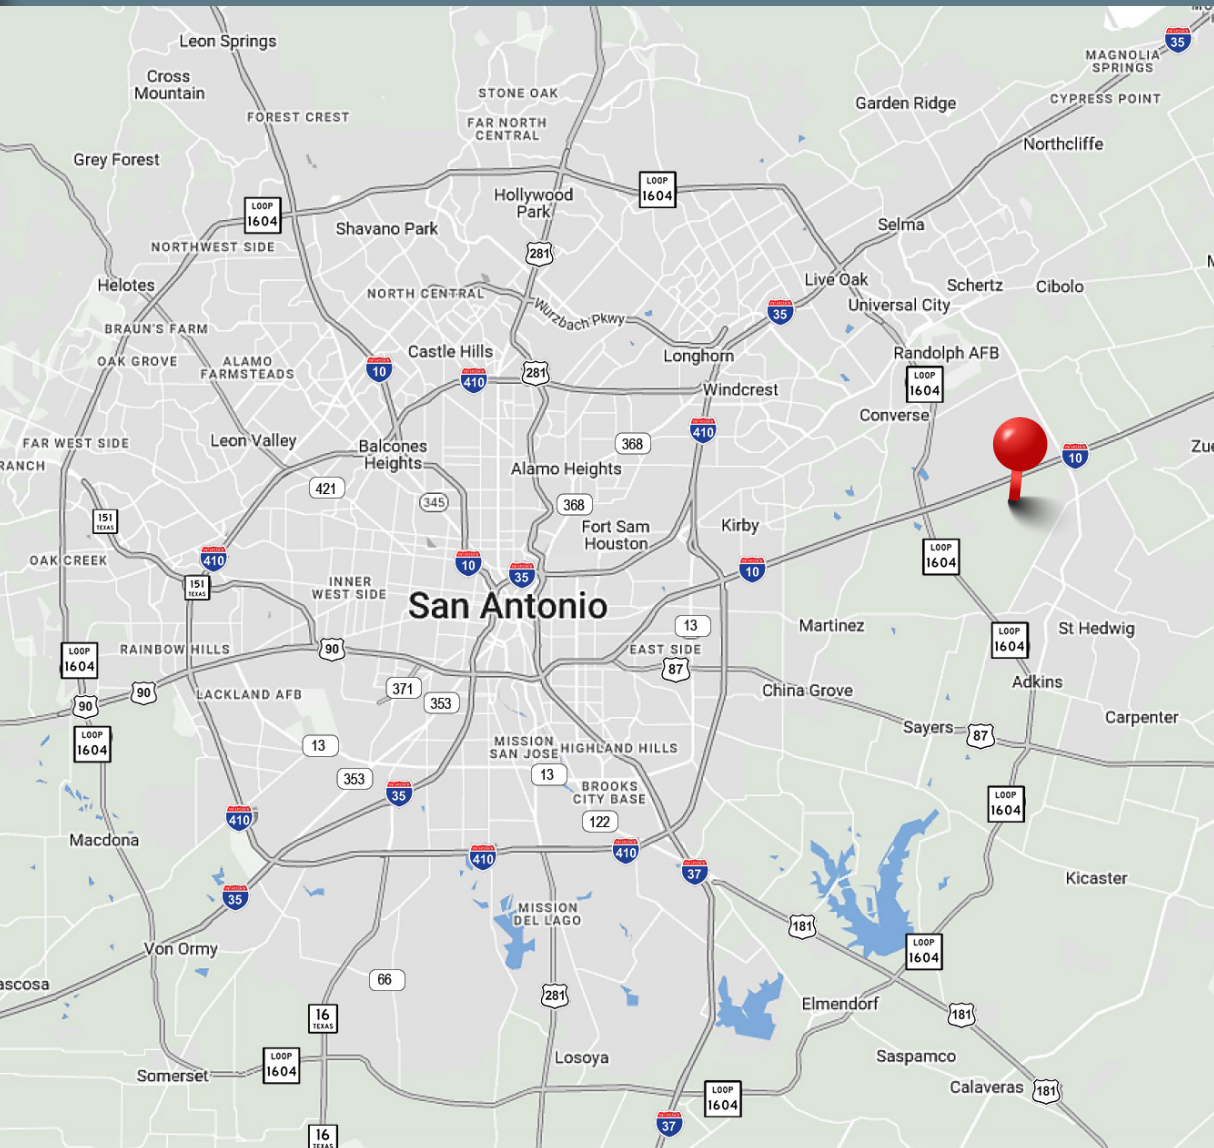 35
MAGNOLIA
SPRINGS
CYPRESS POINT
Leon Springs
Cross
Mountain
STONE OAK
Garden Ridge
FOREST CREST
FAR NORTH
CENTRAL
Northcliffe
Grey Forest
LOOP
1604
Hollywood
Park
LOOP
1604
Shavano Park
Selma
NORTHWEST SIDE
281
Helotes
NORTH CENTRAL
Live Oak
Schertz
Cibolo
Universal City
Wurzbach Pkwy
35
BRAUN'S FARM
OAK GROVE
ALAMO
FARMSTEADS
Castle Hills
Longhorn
Randolph AFB
10
410
281
Windcrest
LOOP
1604
Converse
FAR WEST SIDE
RANCH
Leon Valley
Balcones
Heights
368
410
Zue
10
Alamo Heights
421
345
368
151
TEXAS
Fort Sam
Houston
Kirby
OAK CREEK
410
10
35
10
LOOP
1604
151
TEXAS
INNER
WEST SIDE
San Antonio
13
Martinez
LOOP
1604
St Hedwig
LOOP
1604
RAINBOW HILLS
90
EAST SIDE
87
90
90
LACKLAND AFB
371
353
China Grove
Adkins
Carpenter
LOOP
1604
13
MISSION
SAN JOSE
HIGHLAND HILLS
Sayers
87
353
13
35
BROOKS
CITY BASE
122
LOOP
1604
410
Macdona
410
410
37
Kicaster
35
MISSION
DEL LAGO
181
Von Ormy
LOOP
1604
ascosa
66
281
Elmendorf
181
16
TEXAS
Losoya
Saspamco
Somerset
LOOP
1604
Calaveras
181
LOOP
1604
37
16
TEXAS